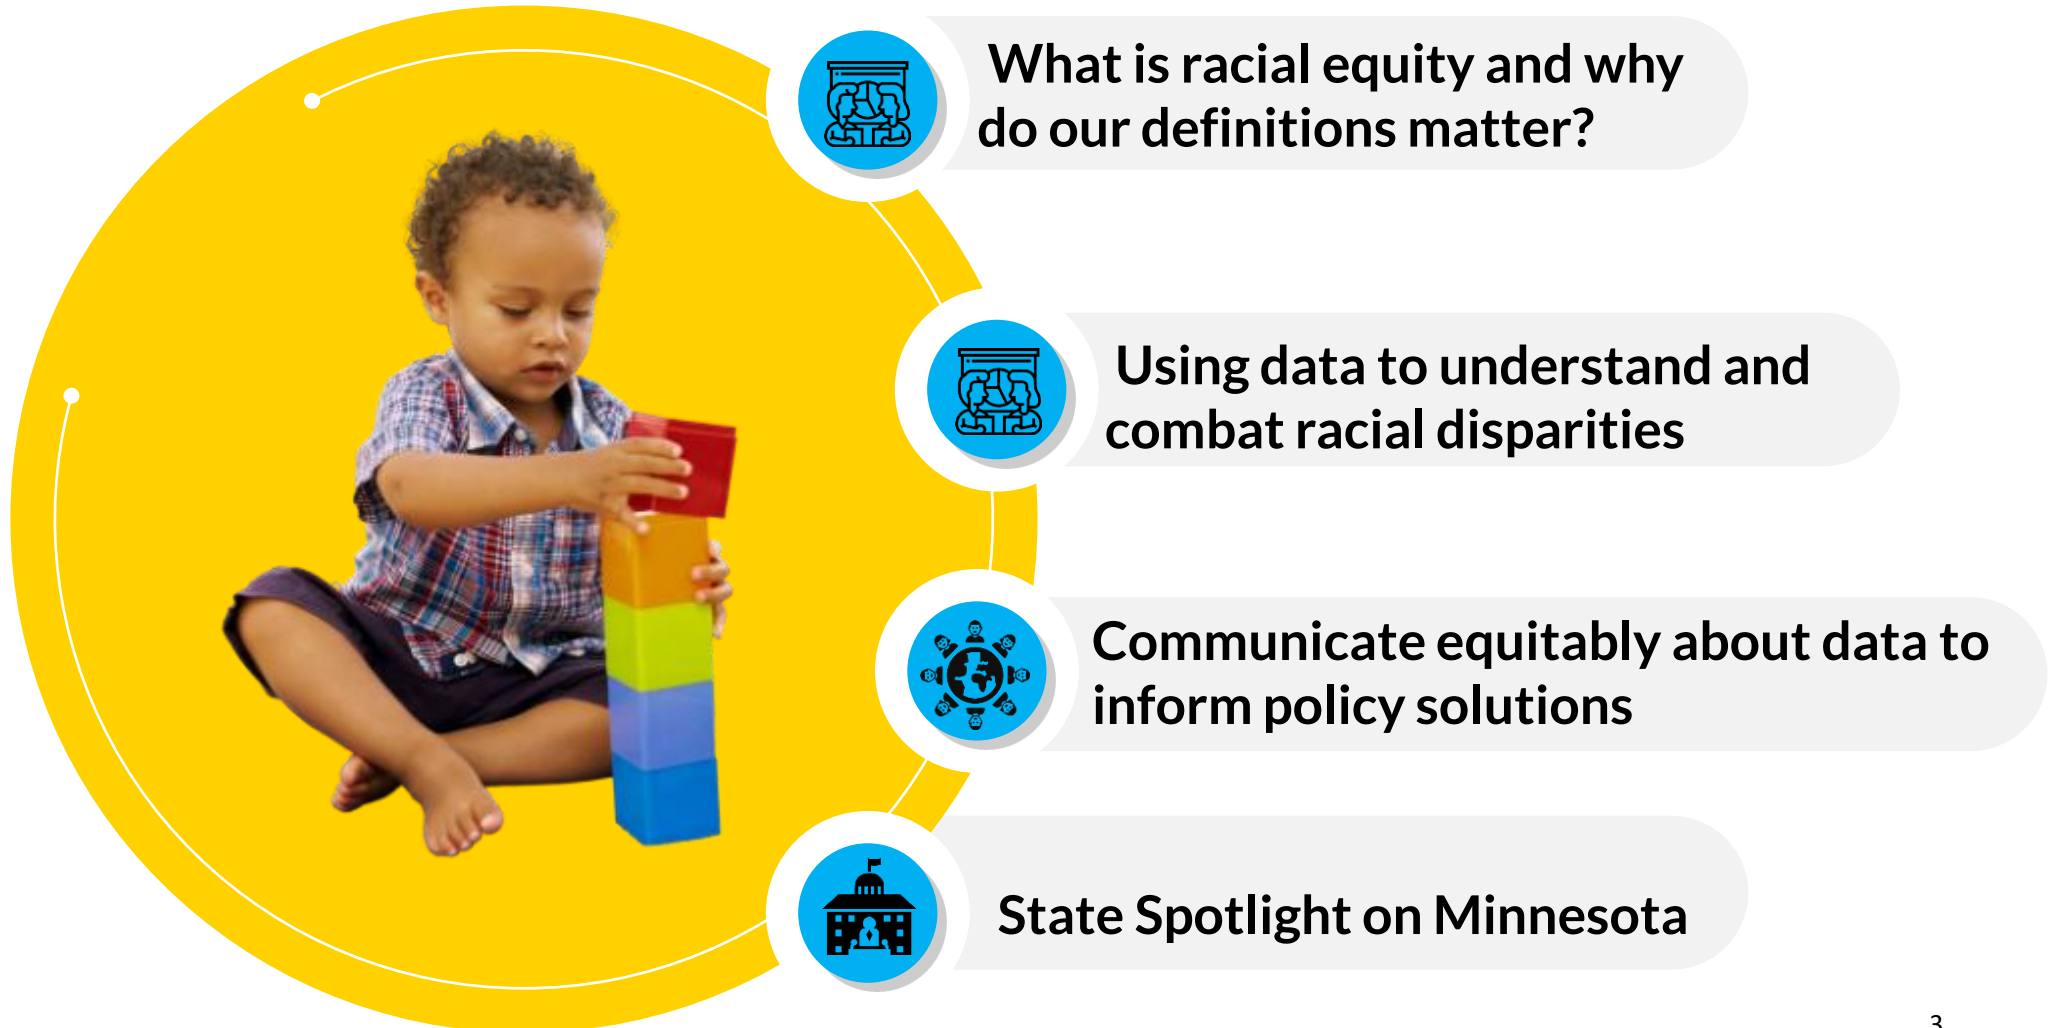 What is racial equity and why
do our definitions matter?
Using data to understand and
combat racial disparities
Communicate equitably about data to
inform policy solutions
State Spotlight on Minnesota
3